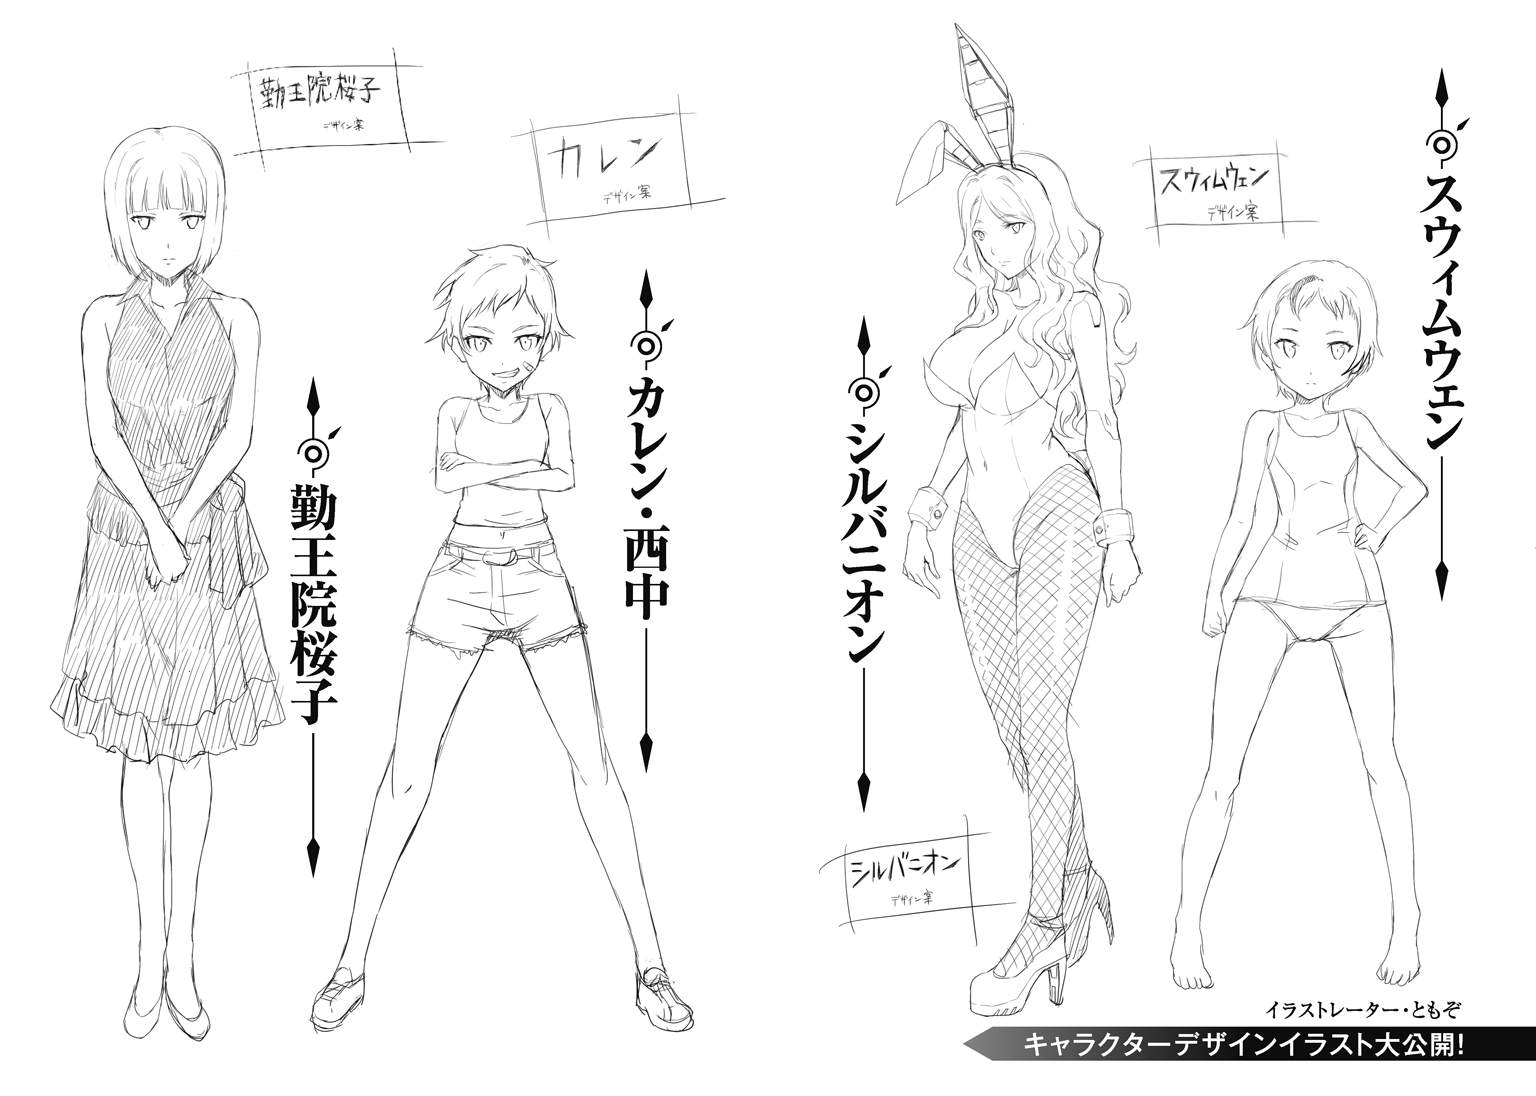 スウィムウェン
スウィムウェン
デザイン案
シルバニオン
シルバニオン
デザイン案
カレン・西中
カレン
デザイン案
勤王院桜子
勤王院桜子
デザイン案
イラストレーター・ともぞ
キャラクターデザインイラスト大公開!